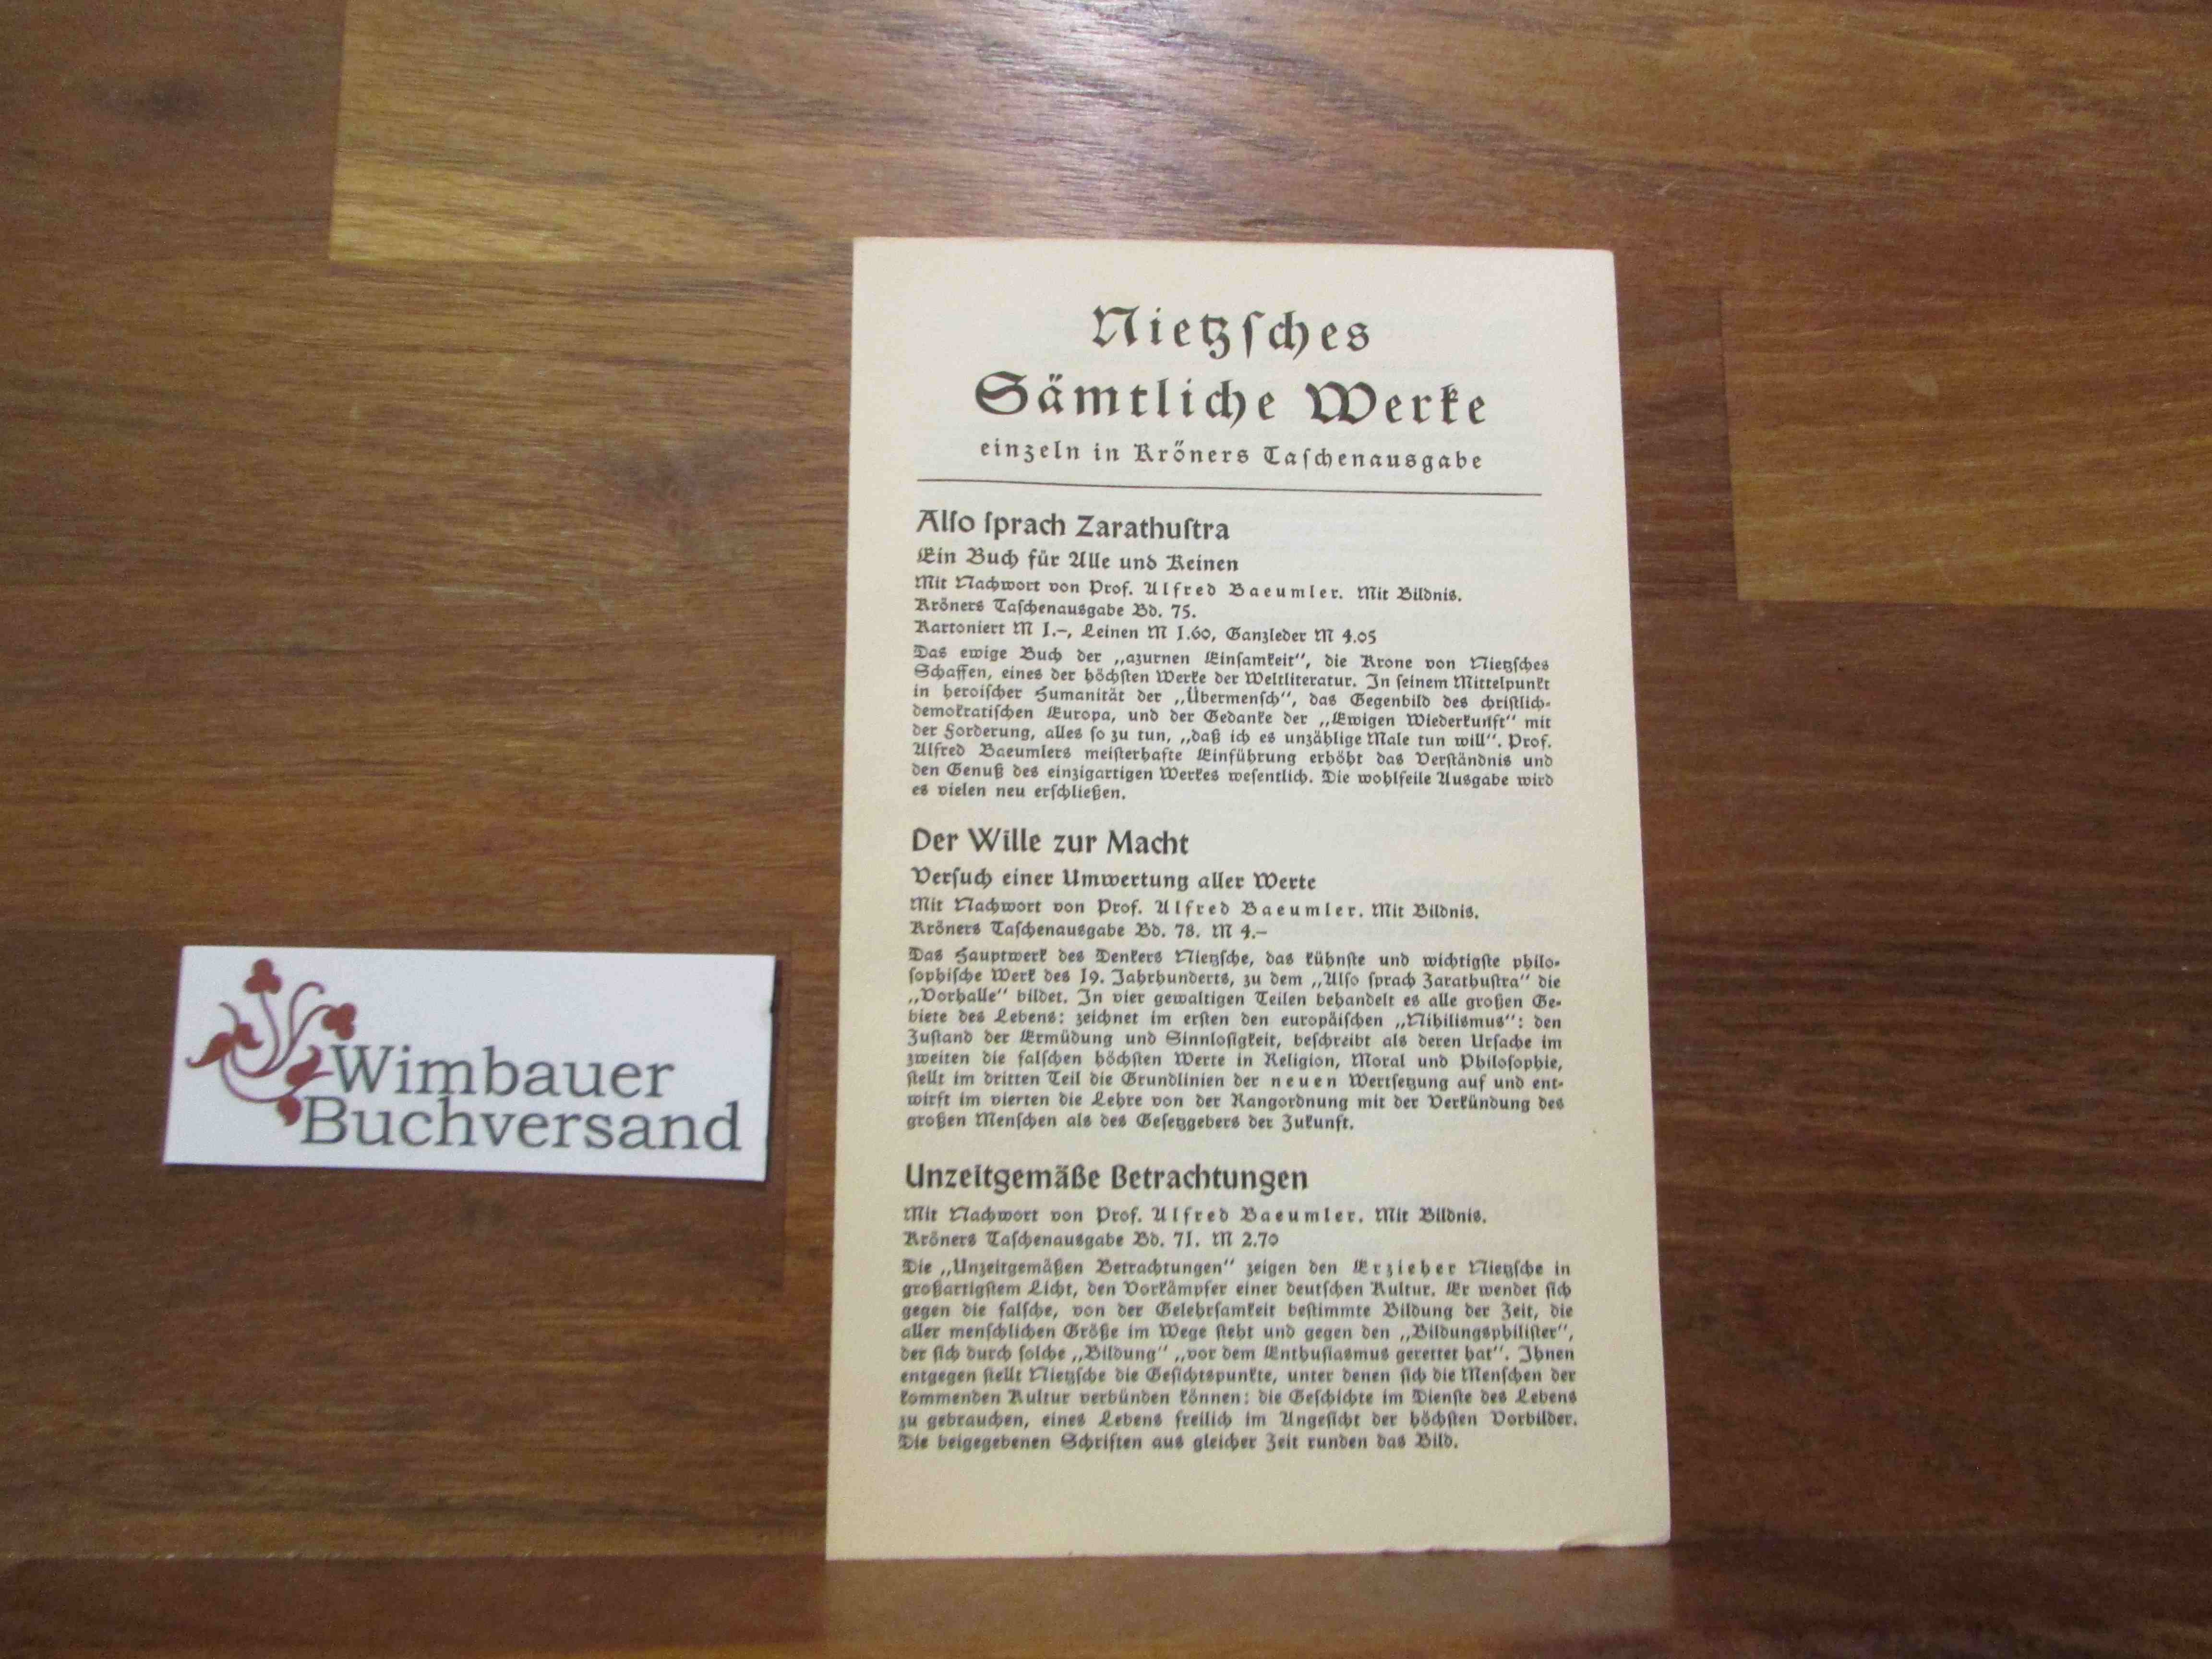 Nietzſches
Sämtliche Werke
einzeln in Kröners Taſchenausgabe
Alſo ſprach Zarathuſtra
Ein Buch für Alle und Keinen
Mit Nachwort von Prof. Alfred Baeumler. Mit Bildnis.
Kröners Taſchenausgabe Bd. 75.
Kartoniert M 1.–, Leinen M 1.60, Ganzleder M 4.05
Das ewige Buch der „azurnen Einſamkeit“, die Krone von Nietzſches
Schaffen, eines der höchſten Werke der Weltliteratur. In ſeinem Mittelpunkt
in heroiſcher Humanität der „Übermenſch“, das Gegenbild des chriſtlich-
demokratiſchen Europa, und der Gedanke der „Ewigen Wiederkunft“ mit
der Forderung, alles ſo zu tun, „daß ich es unzählige Male tun will“. Prof.
Alfred Baeumlers meiſterhafte Einführung erhöht das Verſtändnis und
den Genuß des einzigartigen Werkes weſentlich. Die wohlfeile Ausgabe wird
es vielen neu erſchließen.
Der Wille zur Macht
Verſuch einer Umwertung aller Werte
Mit Nachwort von Prof. Alfred Baeumler. Mit Bildnis.
Kröners Taſchenausgabe Bd. 78. M 4.–
Das Hauptwerk des Denkers Nietzſche, das kühnſte und wichtigſte philo-
ſophiſche Werk des 19. Jahrhunderts, zu dem „Alſo ſprach Zarathuſtra“ die
„Vorhalle“ bildet. In vier gewaltigen Teilen behandelt es alle großen Ge-
biete des Lebens: zeichnet im erſten den europäiſchen „Nihilismus“: den
Zuſtand der Ermüdung und Sinnloſigkeit, beſchreibt als deren Urſache im
zweiten die falſchen höchſten Werte in Religion, Moral und Philoſophie,
ſtellt im dritten Teil die Grundlinien der neuen Wertſetzung auf und ent-
wirft im vierten die Lehre von der Rangordnung mit der Verkündung des
großen Menſchen als des Geſetzgebers der Zukunft.
Unzeitgemäße Betrachtungen
Mit Nachwort von Prof. Alfred Baeumler. Mit Bildnis.
Kröners Taſchenausgabe Bd. 71. M 2.70
Die „Unzeitgemäßen Betrachtungen“ zeigen den Erzieher Nietzſche in
großartigſtem Licht, den Vorkämpfer einer deutſchen Kultur. Er wendet ſich
gegen die falſche, von der Gelehrſamkeit beſtimmte Bildung der Zeit, die
aller menſchlichen Größe im Wege ſteht und gegen den „Bildungsphiliſter“,
der ſich durch ſolche „Bildung“ „vor dem Enthuſiasmus gerettet hat“. Ihnen
entgegen ſtellt Nietzſche die Geſichtspunkte, unter denen ſich die Menſchen der
kommenden Kultur verbünden können: die Geſchichte im Dienſte des Lebens
zu gebrauchen, eines Lebens freilich im Angeſicht der höchſten Vorbilder.
Die beigegebenen Schriften aus gleicher Zeit runden das Bild.
Wimbauer
Buchversand